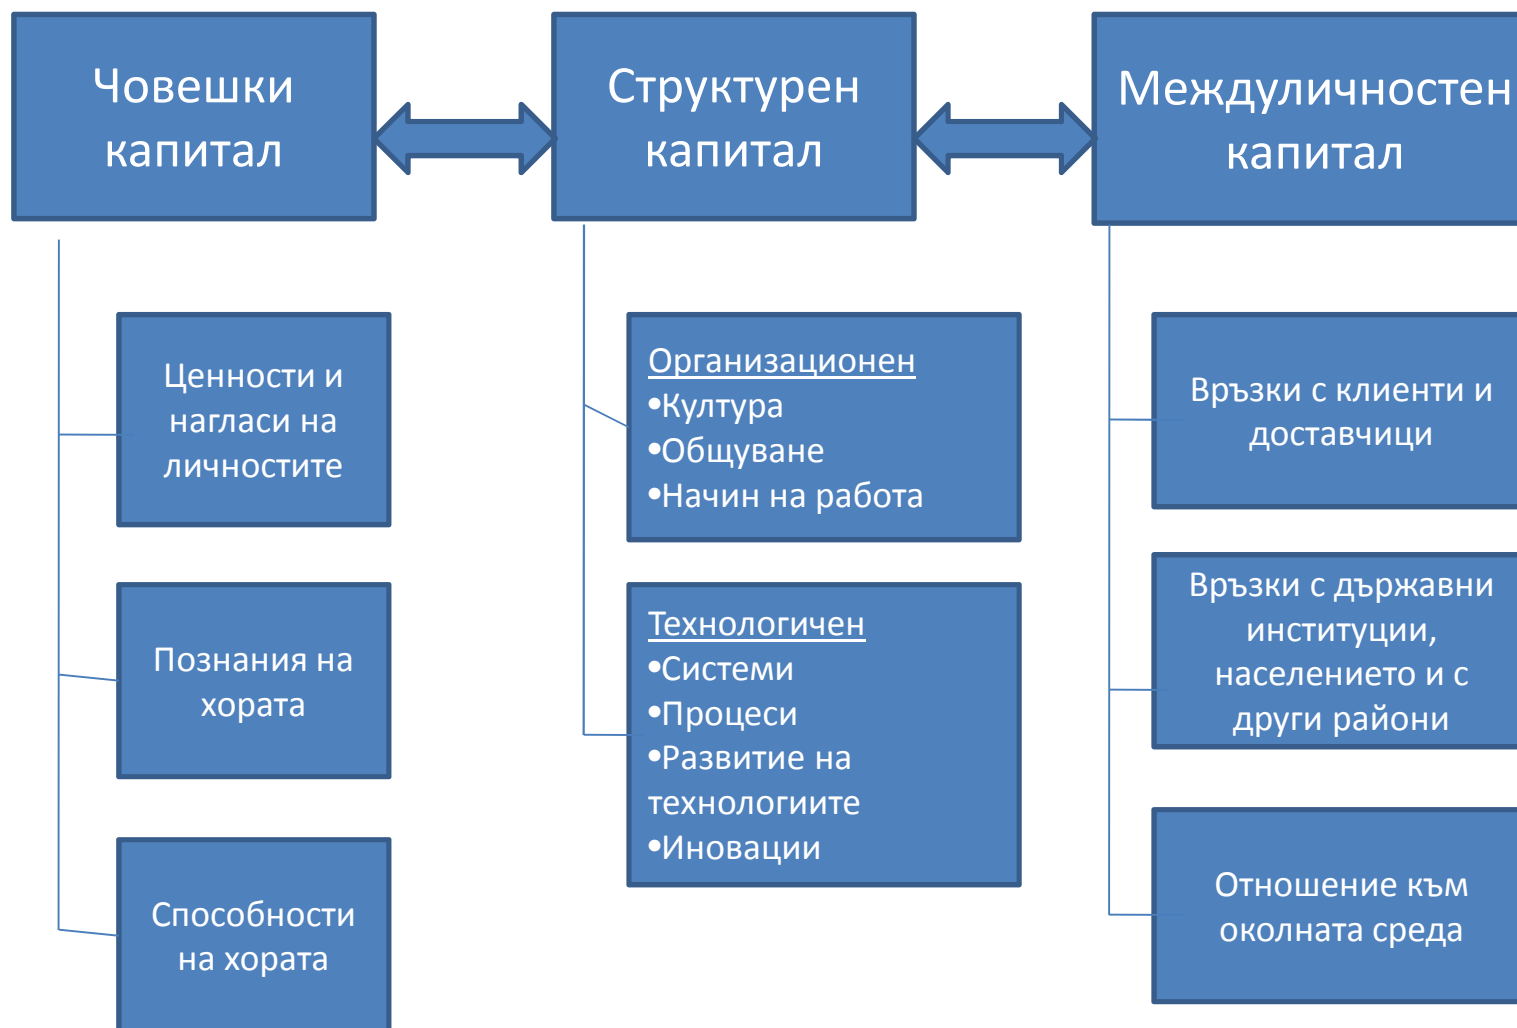 Човешки
капитал
Структурен
капитал
Междуличностен
капитал
Ценности и
нагласи на
личностите
Познания на
хората
Способности
на хората
Организационен
•Култура
•Общуване
•Начин на работа
Технологичен
•Системи
•Процеси
•Развитие на
технологиите
•Иновации
Връзки с клиенти и
доставчици
Връзки с държавни
институции,
населението и с
други райони
Отношение към
околната среда